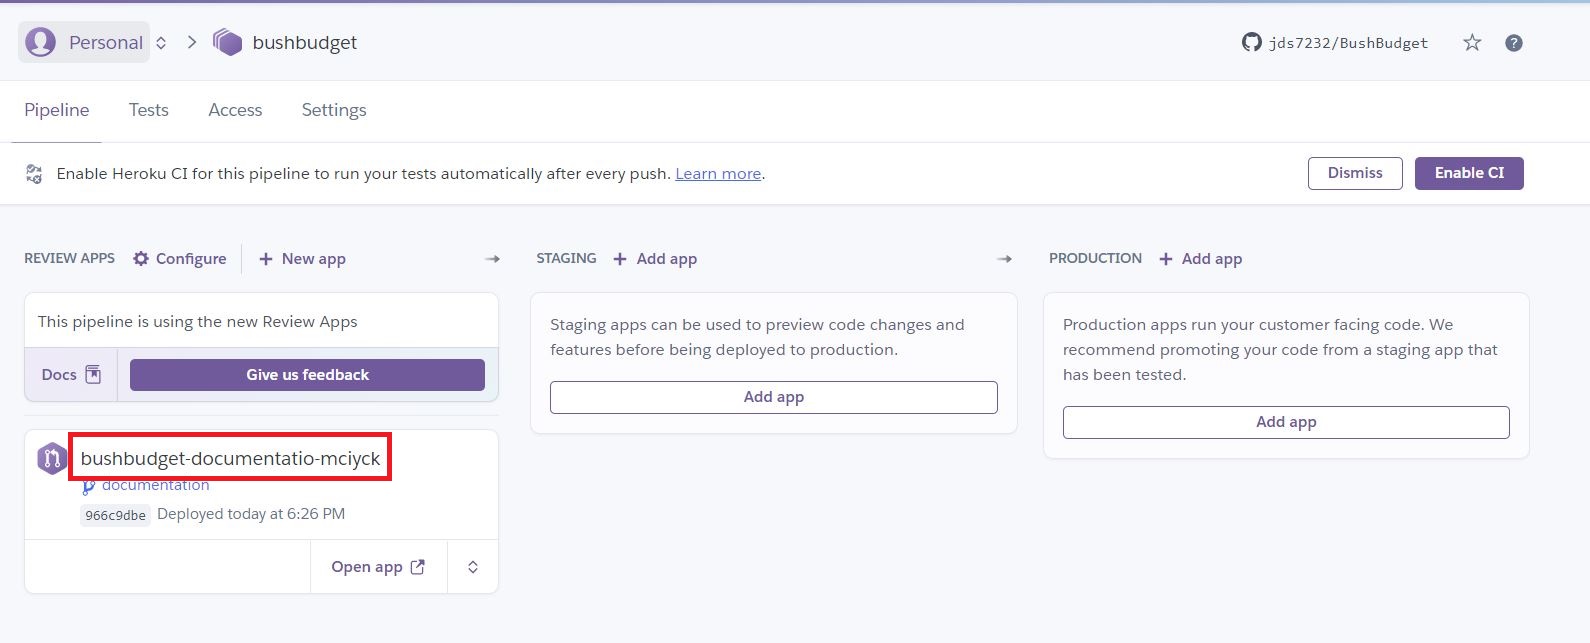 Personal
bushbudget
jds7232/BushBudget
?
Pipeline
Tests
Access
Settings
Enable Heroku CI for this pipeline to run your tests automatically after every push. Learn more.
Dismiss
Enable CI
REVIEW APPS
Configure
+ New app
This pipeline is using the new Review Apps
Docs
Give us feedback
bushbudget-documentatio-mciyck
documentation
966c9dbe Deployed today at 6:26 PM
Open app
STAGING
+ Add app
Staging apps can be used to preview code changes and
features before being deployed to production.
Add app
PRODUCTION
+ Add app
Production apps run your customer facing code. We
recommend promoting your code from a staging app that
has been tested.
Add app